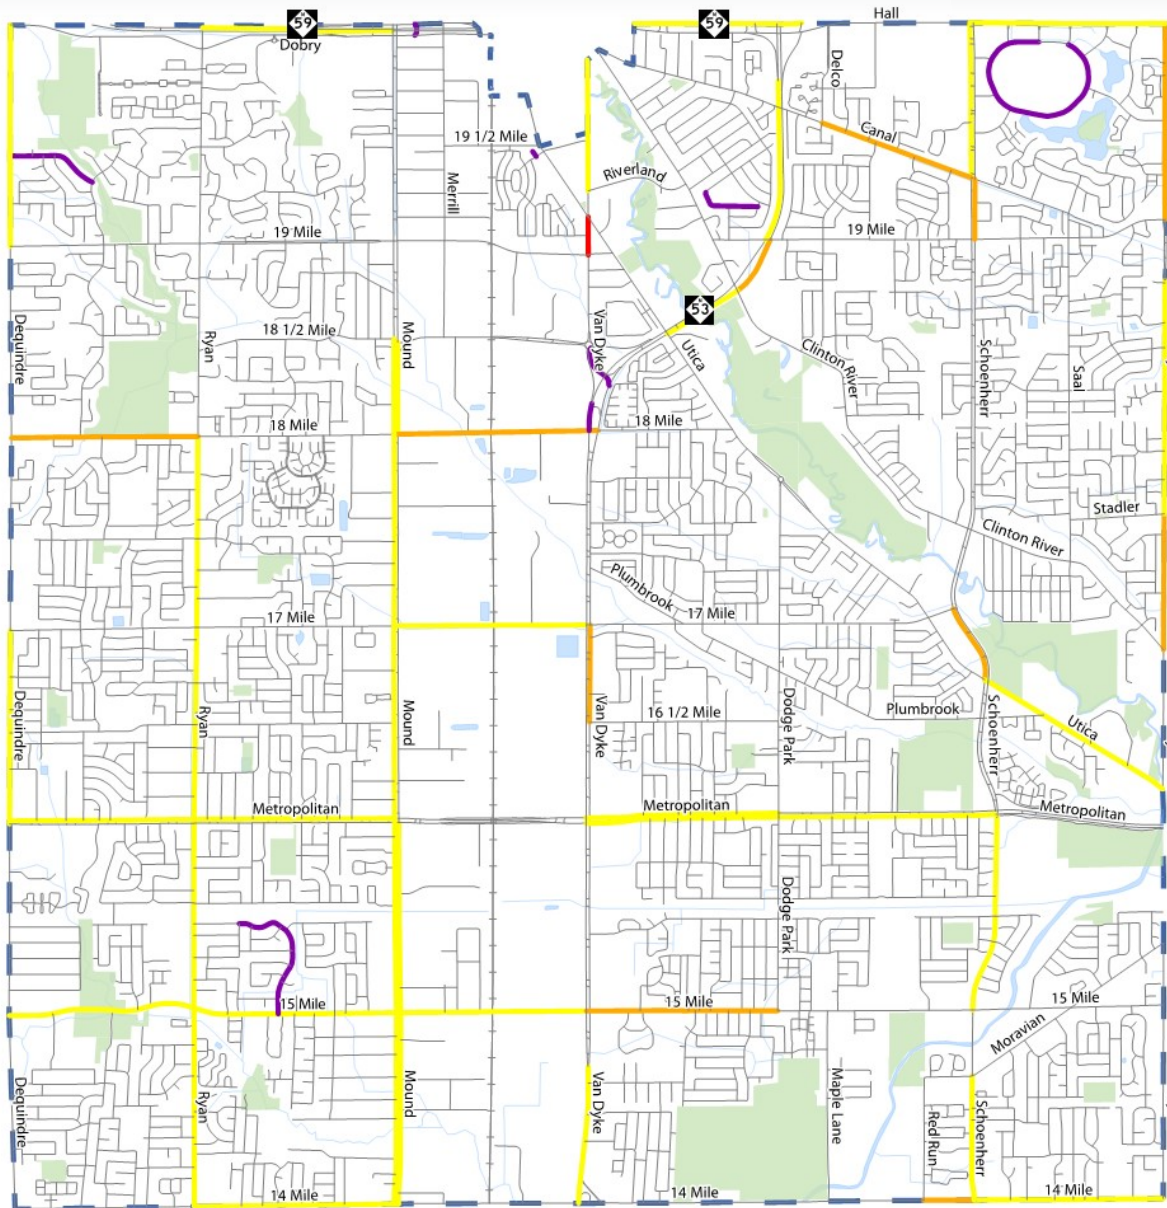 59
59
Hall
Dobry
Delco
Canal
19 1/2 Mile
Riverland
Merrill
19 Mile
19 Mile
53
Dequindre
Ryan
18 1/2 Mile
Mound
Van Dyke
Utica
Clinton River
Schoenherr
Saal
18 Mile
18 Mile
Stadler
Clinton River
Plumbrook
17 Mile
17 Mile
Dequindre
Ryan
Mound
Van Dyke
16 1/2 Mile
Dodge Park
Plumbrook
Schoenherr
Utica
Metropolitan
Metropolitan
Metropolitan
Dodge Park
15 Mile
15 Mile
15 Mile
Moravian
Dequindre
Ryan
Mound
Van Dyke
Maple Lane
Red Run
Schoenherr
14 Mile
14 Mile
14 Mile